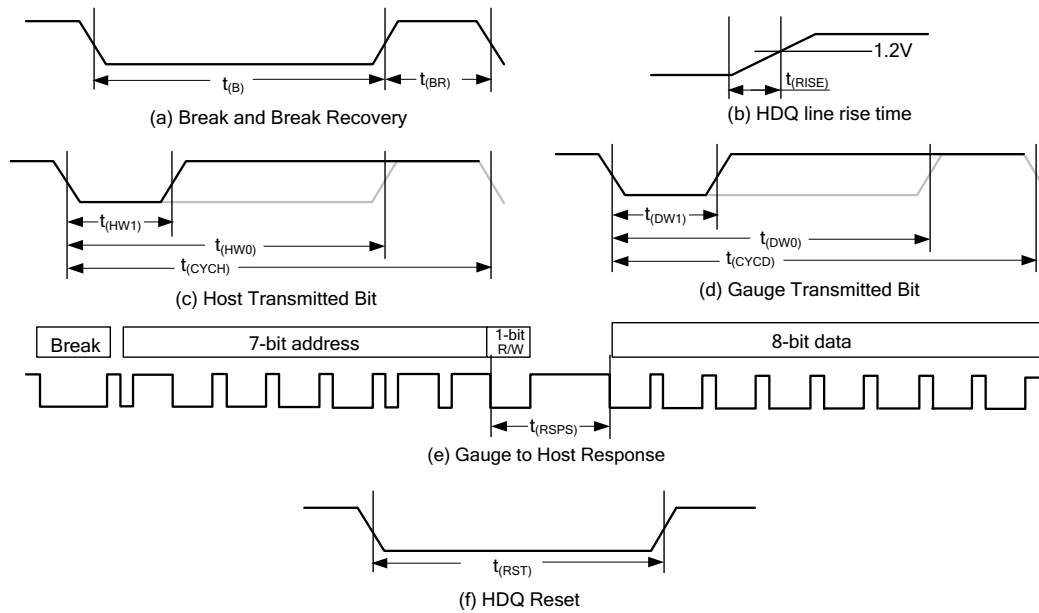 t(B)
t(BR)
(a) Break and Break Recovery
1.2V
t(RISE)
(b) HDQ line rise time
t(HW1)
t(HW0)
t(CYCH)
(c) Host Transmitted Bit
t(DW1)
t(DW0)
t(CYCD)
(d) Gauge Transmitted Bit
Break
7-bit address
1-bit
R/W
8-bit data
t(RSPS)
(e) Gauge to Host Response
t(RST)
(f) HDQ Reset